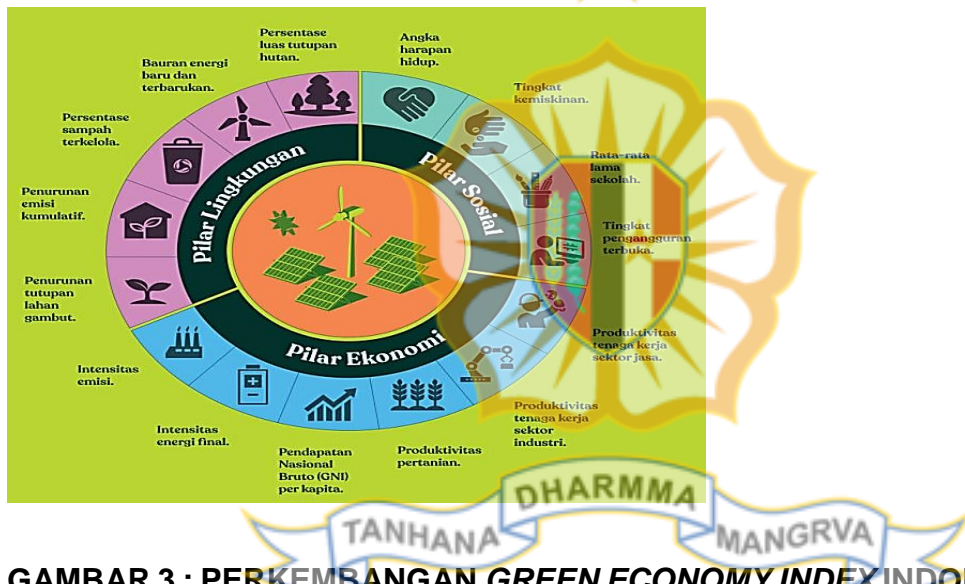 Persentase
luas tutupan
hutan.
Angka
harapan
hidup.
Bauran energi
baru dan
terbarukan.
Tingkat
kemiskinan.
Persentase
sampah
terkelola.
Rata-rata
lama
sekolah.
Penurunan
emisi
kumulatif.
Tingkat
pengangguran
terbuka.
Penurunan
tutupan
lahan
gambut.
Produktivitas
tenaga kerja
sektor jasa.
Intensitas
emisi.
Produktivitas
tenaga kerja
sektor
industri.
Intensitas
energi final.
Pendapatan
Nasional
Bruto (GNI)
per kapita.
Produktivitas
pertanian.
Pilar Lingkungan
Pilar Sosial
Pilar Ekonomi
DHARMMA
TANHANA
MANGRVA
GAMBAR 3 : PERKEMBANGAN GREEN ECONOMY INDEX